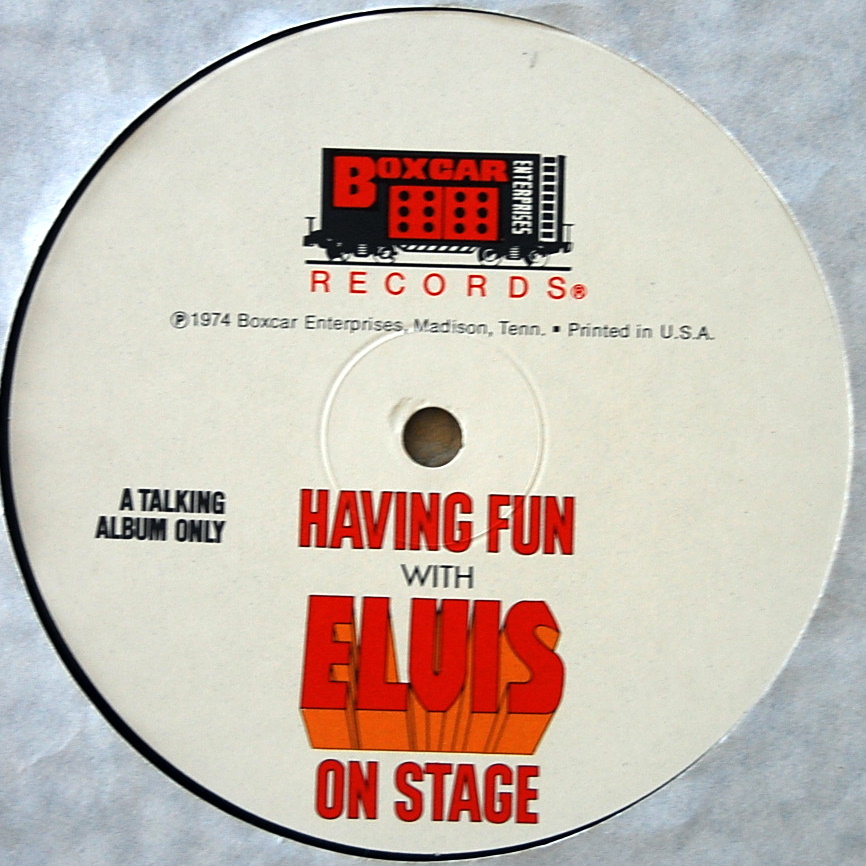 BOXCAR
ENTERPRISES
RECORDS®
℗1974 Boxcar Enterprises, Madison, Tenn. ▪ Printed in U.S.A.
A TALKING
ALBUM ONLY
HAVING FUN
WITH
ELVIS
ON STAGE